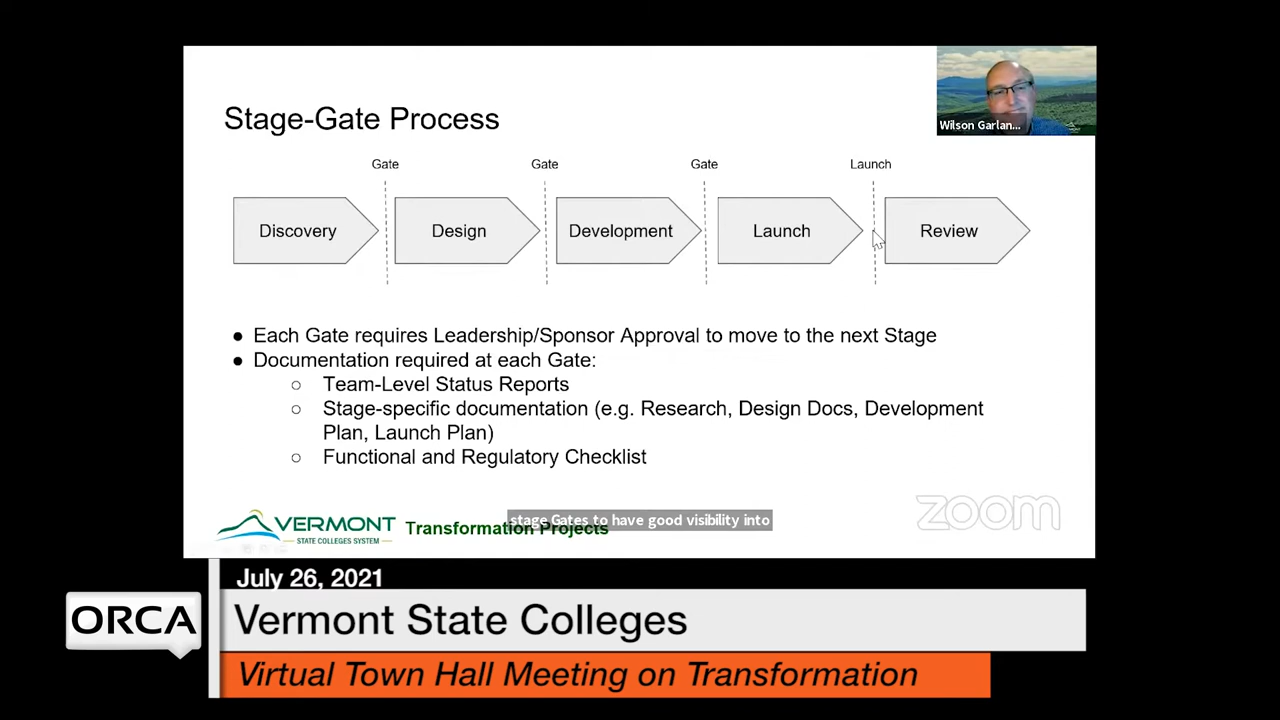 Stage-Gate Process
Wilson Garlan...
Gate Gate Gate Launch
Discovery Design Development Launch Review
● Each Gate requires Leadership/Sponsor Approval to move to the next Stage
● Documentation required at each Gate:
○ Team-Level Status Reports
○ Stage-specific documentation (e.g. Research, Design Docs, Development
Plan, Launch Plan)
○ Functional and Regulatory Checklist
zoom
VERMONT
STATE COLLEGES SYSTEM
Transformation Projects
stage Gates to have good visibility into
July 26, 2021
ORCA
Vermont State Colleges
Virtual Town Hall Meeting on Transformation